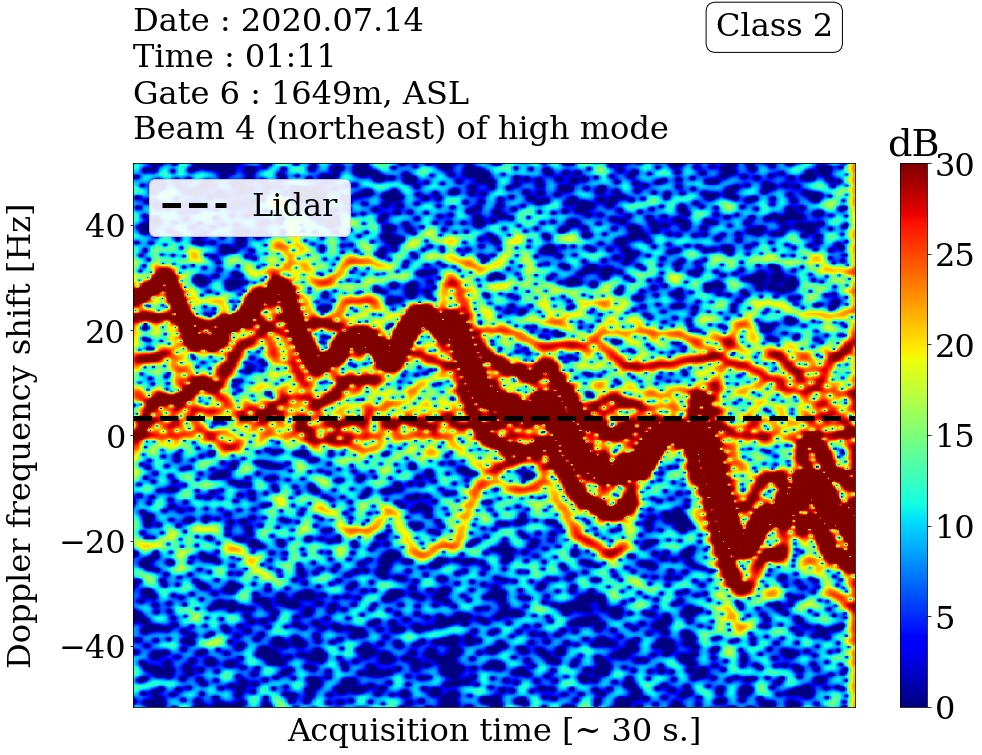 Date : 2020.07.14
Time : 01:11
Gate 6 : 1649m, ASL
Beam 4 (northeast) of high mode
Class 2
dB
Lidar
Doppler frequency shift [Hz]
40
20
0
−20
−40
30
25
20
15
10
5
0
Acquisition time [~ 30 s.]